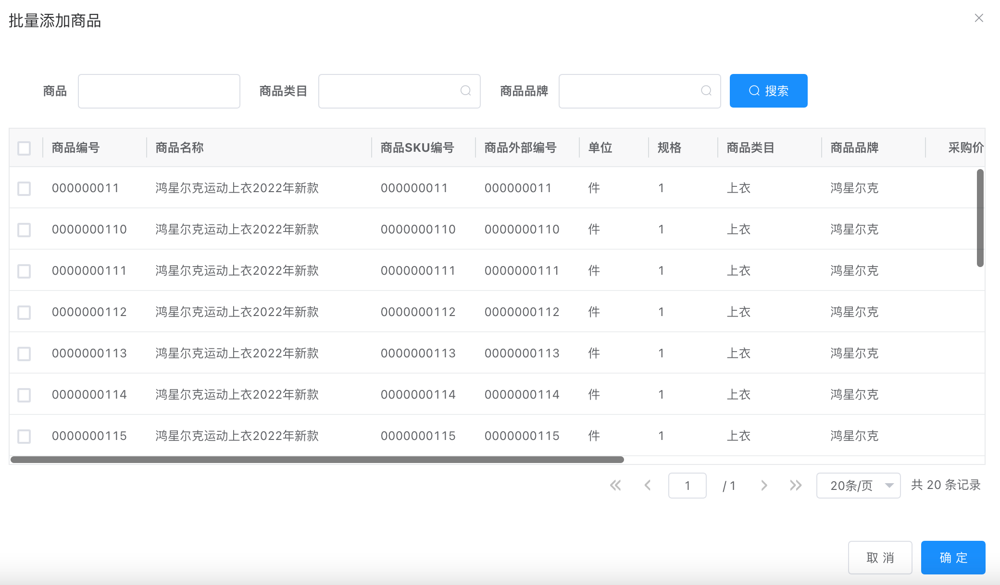 批量添加商品
商品 商品类目 商品品牌 搜索
商品编号 商品名称 商品SKU编号 商品外部编号 单位 规格 商品类目 商品品牌 采购价
000000011 鸿星尔克运动上衣2022年新款 000000011 000000011 件 1 上衣 鸿星尔克
0000000110 鸿星尔克运动上衣2022年新款 0000000110 0000000110 件 1 上衣 鸿星尔克
0000000111 鸿星尔克运动上衣2022年新款 0000000111 0000000111 件 1 上衣 鸿星尔克
0000000112 鸿星尔克运动上衣2022年新款 0000000112 0000000112 件 1 上衣 鸿星尔克
0000000113 鸿星尔克运动上衣2022年新款 0000000113 0000000113 件 1 上衣 鸿星尔克
0000000114 鸿星尔克运动上衣2022年新款 0000000114 0000000114 件 1 上衣 鸿星尔克
0000000115 鸿星尔克运动上衣2022年新款 0000000115 0000000115 件 1 上衣 鸿星尔克
1 / 1 20条/页 共 20 条记录
取 消 确 定